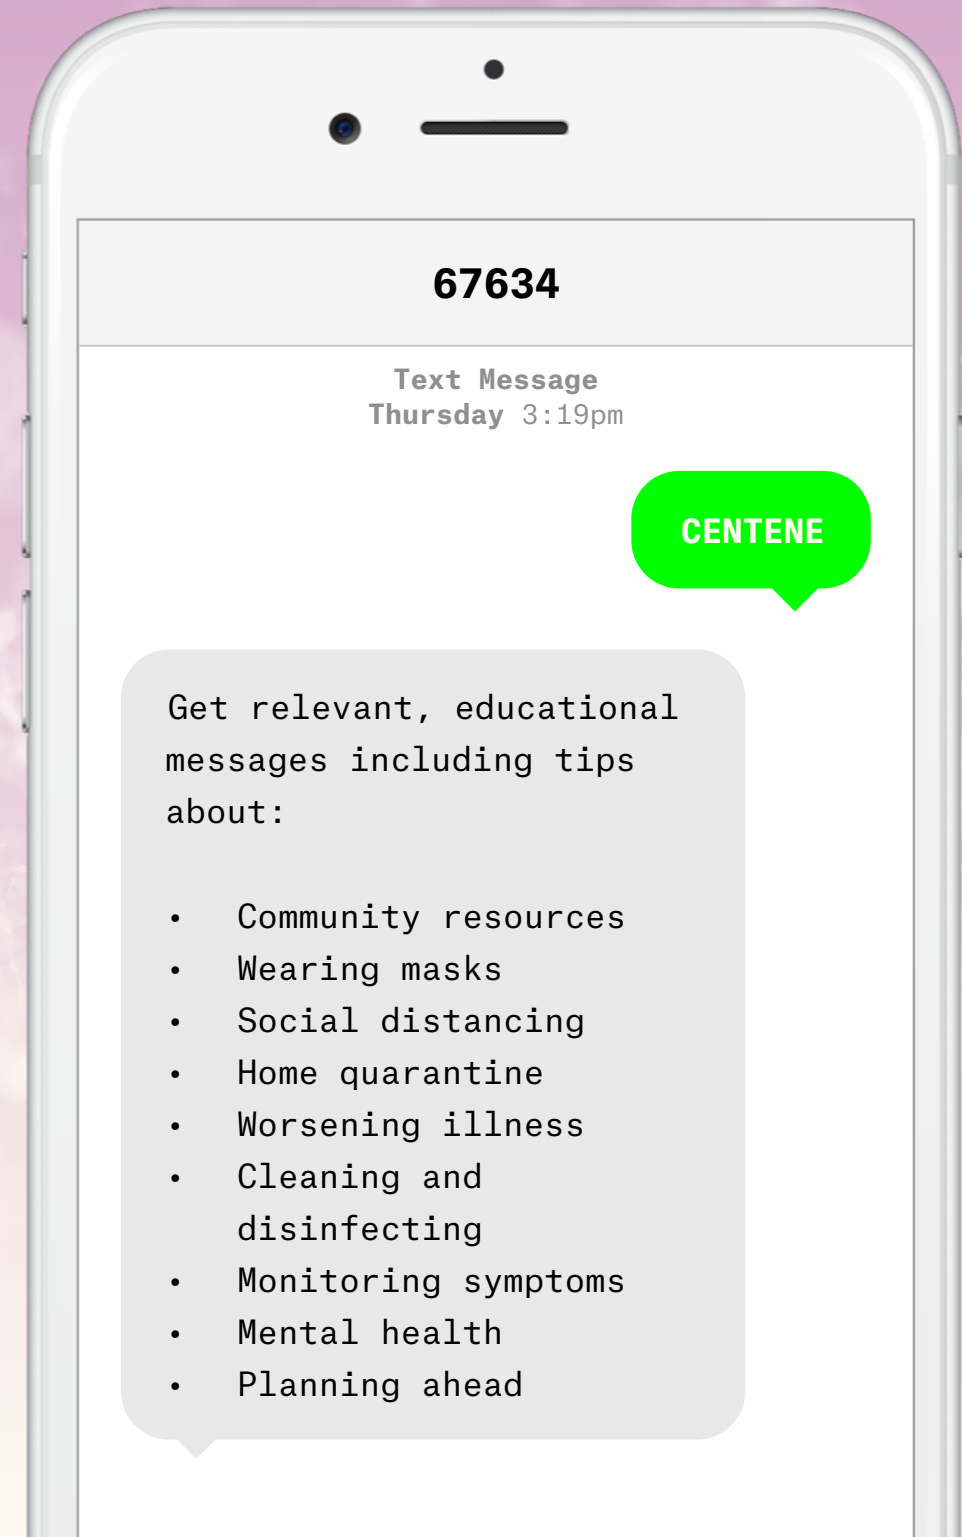 67634
Text Message
Thursday 3:19pm
CENTENE
Get relevant, educational
messages including tips
about:
• Community resources
• Wearing masks
• Social distancing
• Home quarantine
• Worsening illness
• Cleaning and
disinfecting
• Monitoring symptoms
• Mental health
• Planning ahead